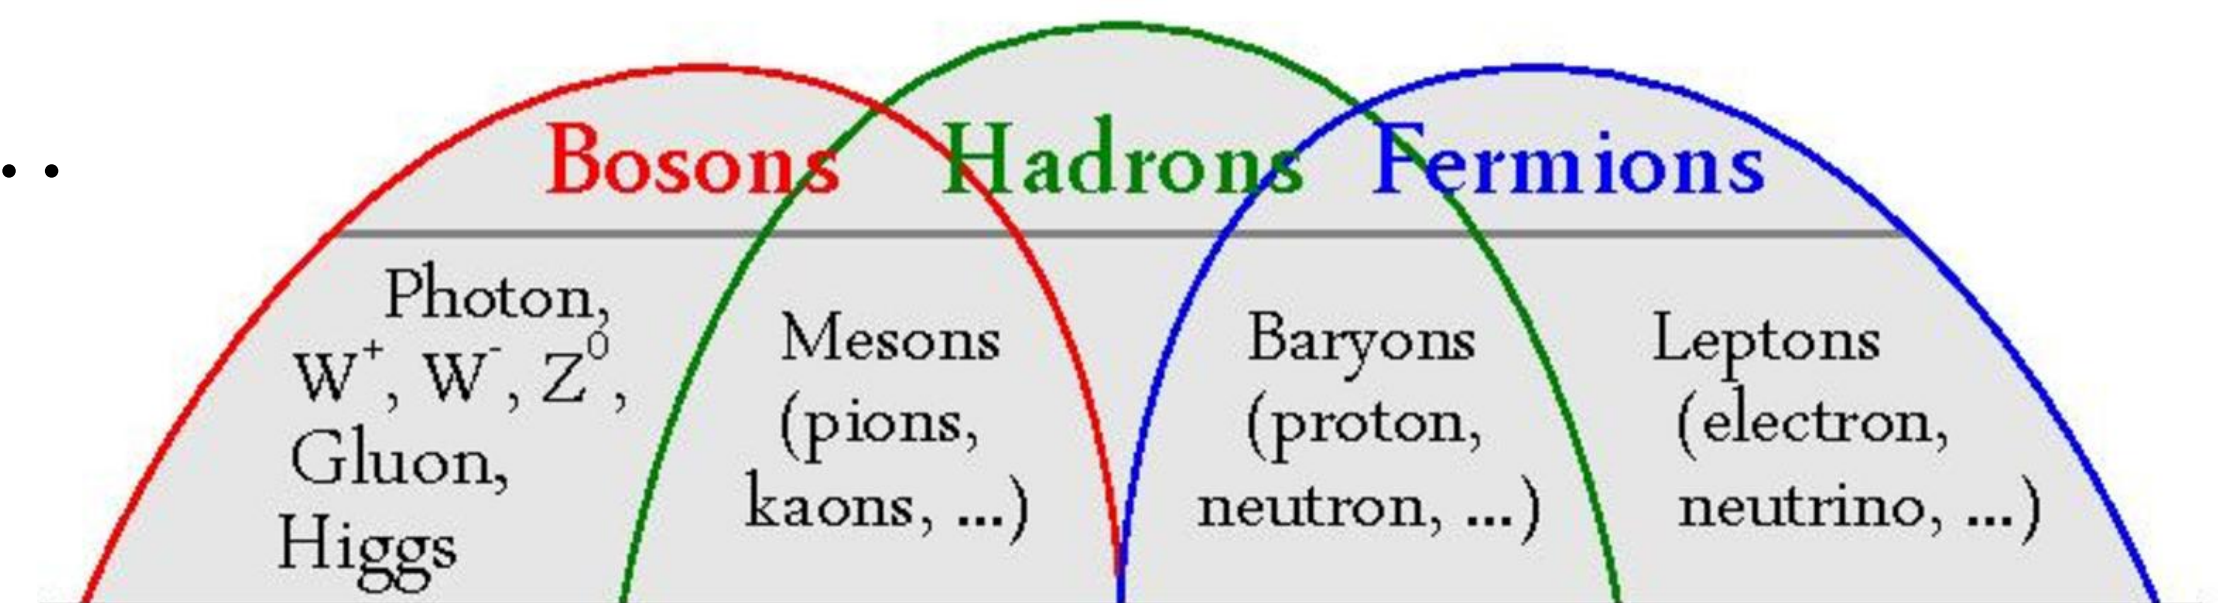 ..
Bosons Hadrons Fermions
Photon,
W⁺, W⁻, Z⁰,
Gluon,
Higgs
Mesons
(pions,
kaons, ...)
Baryons
(proton,
neutron, ...)
Leptons
(electron,
neutrino, ...)